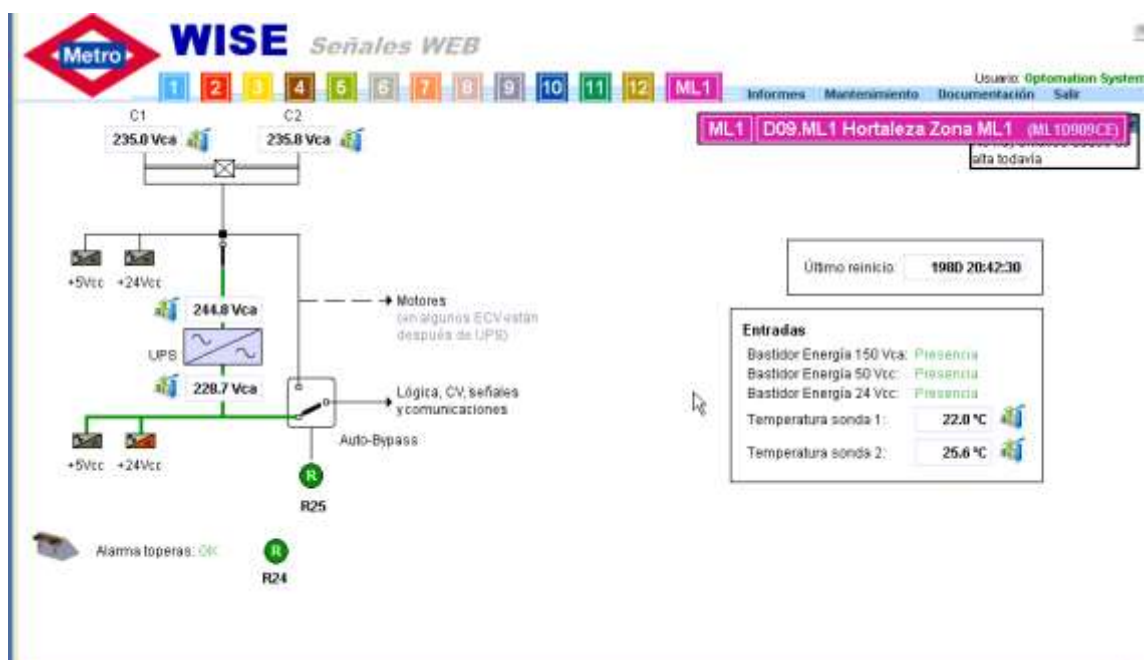 Metro
WISE Señales WEB
Usuario: Optomation System
1 2 3 4 5 6 7 8 9 10 11 12 ML1
Informes Mantenimiento Documentación Salir
ML1 D09.ML1 Hortaleza Zona ML1 (ML1D909CE)
alta todavía
C1 C2
235.0 Vca 235.8 Vca
+5Vcc +24Vcc
244.8 Vca
UPS
228.7 Vca
+5Vcc +24Vcc
Motores
(en algunos ECV están
después de UPS)
Lógica, CV, señales
y comunicaciones
Auto-Bypass
R
R25
Alarma toperas: OK
R
R24
Último reinicio: 198D 20:42:30
Entradas
Bastidor Energía 150 Vca: Presencia
Bastidor Energía 50 Vcc: Presencia
Bastidor Energía 24 Vcc: Presencia
Temperatura sonda 1: 22.0 ºC
Temperatura sonda 2: 25.6 ºC